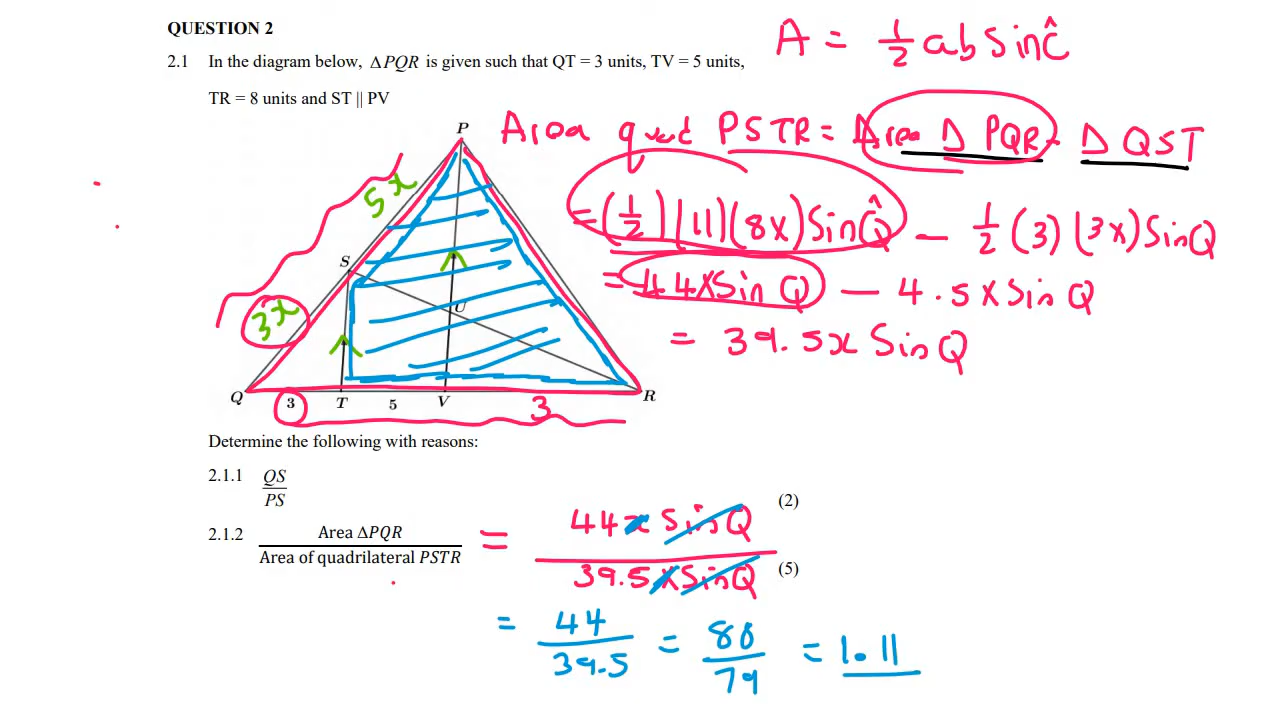 QUESTION 2
A = 1/2 ab Sin Ĉ
2.1 In the diagram below, ΔPQR is given such that QT = 3 units, TV = 5 units,
TR = 8 units and ST || PV
Area quad PSTR = Area Δ PQR - Δ QST
P
5x
= (1/2)(11)(8x) Sin Q̂ - 1/2 (3)(3x) Sin Q
S
= 44x Sin Q - 4.5x Sin Q
3x
U
= 39.5x Sin Q
Q 3 T 5 V 3 R
Determine the following with reasons:
2.1.1 QS
PS
(2)
2.1.2 Area ΔPQR = 44x Sin Q
Area of quadrilateral PSTR 39.5x Sin Q
(5)
= 44/39.5 = 88/79 = 1.11